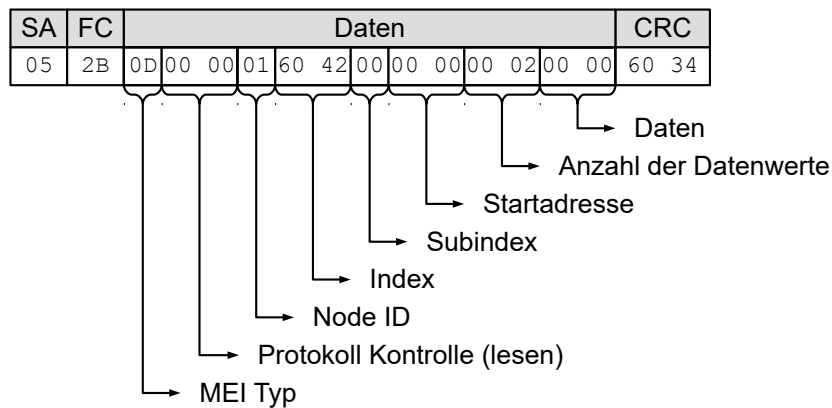 SA FC Daten CRC
05 2B 0D 00 00 01 60 42 00 00 00 00 02 00 00 60 34
Daten
Anzahl der Datenwerte
Startadresse
Subindex
Index
Node ID
Protokoll Kontrolle (lesen)
MEI Typ